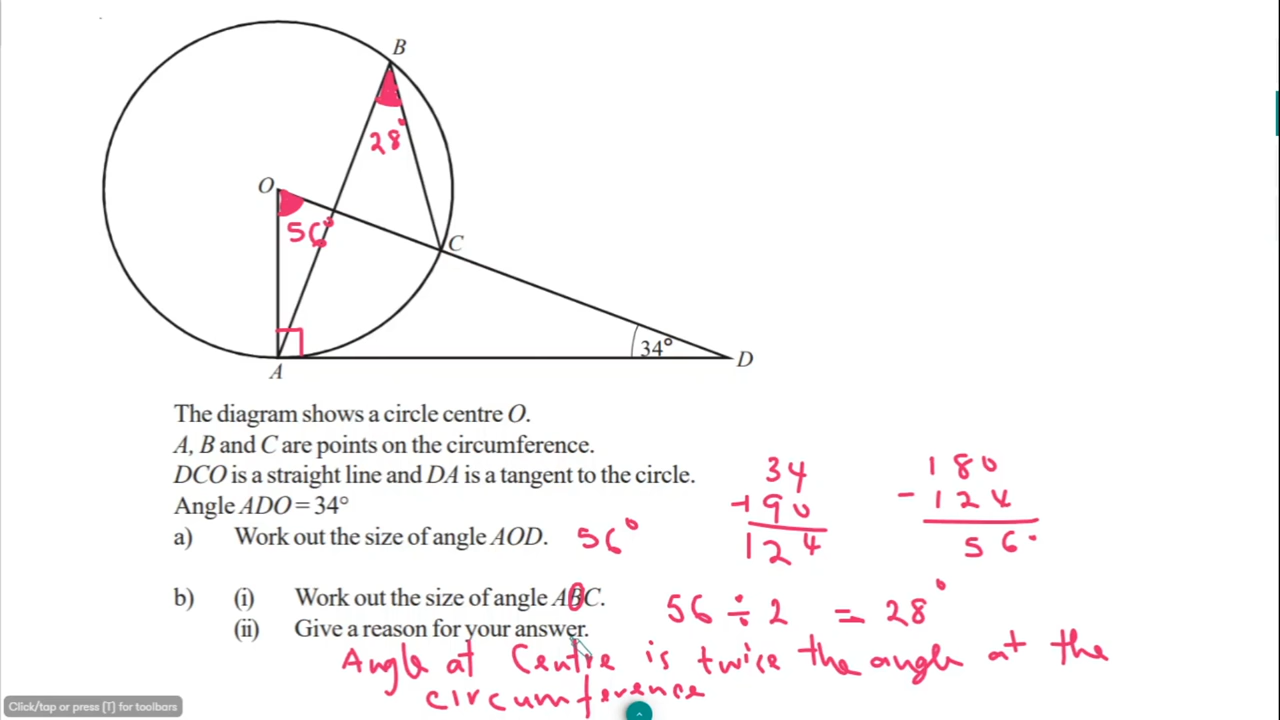 B
28°
O
56°
C
34°
D
A
The diagram shows a circle centre O.
A, B and C are points on the circumference.
DCO is a straight line and DA is a tangent to the circle.
Angle ADO = 34°
34
+90
124
180
-124
56°
a) Work out the size of angle AOD. 56°
b) (i) Work out the size of angle ABC. 56 ÷ 2 = 28°
(ii) Give a reason for your answer.
Angle at Centre is twice the angle at the
circumference
Click/tap or press [T] for toolbars